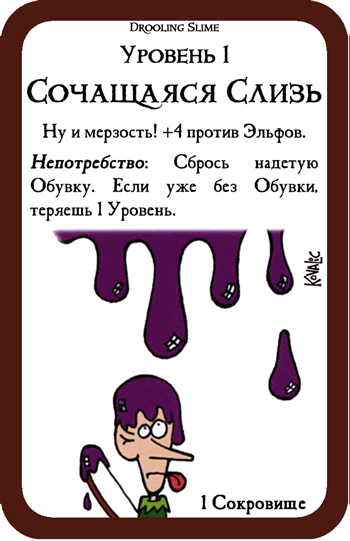 Drooling Slime
Уровень 1
Сочащаяся Слизь
Ну и мерзость! +4 против Эльфов.
Непотребство: Сбрось надетую
Обувку. Если уже без Обувки,
теряешь 1 Уровень.
Kovalic
1 Сокровище